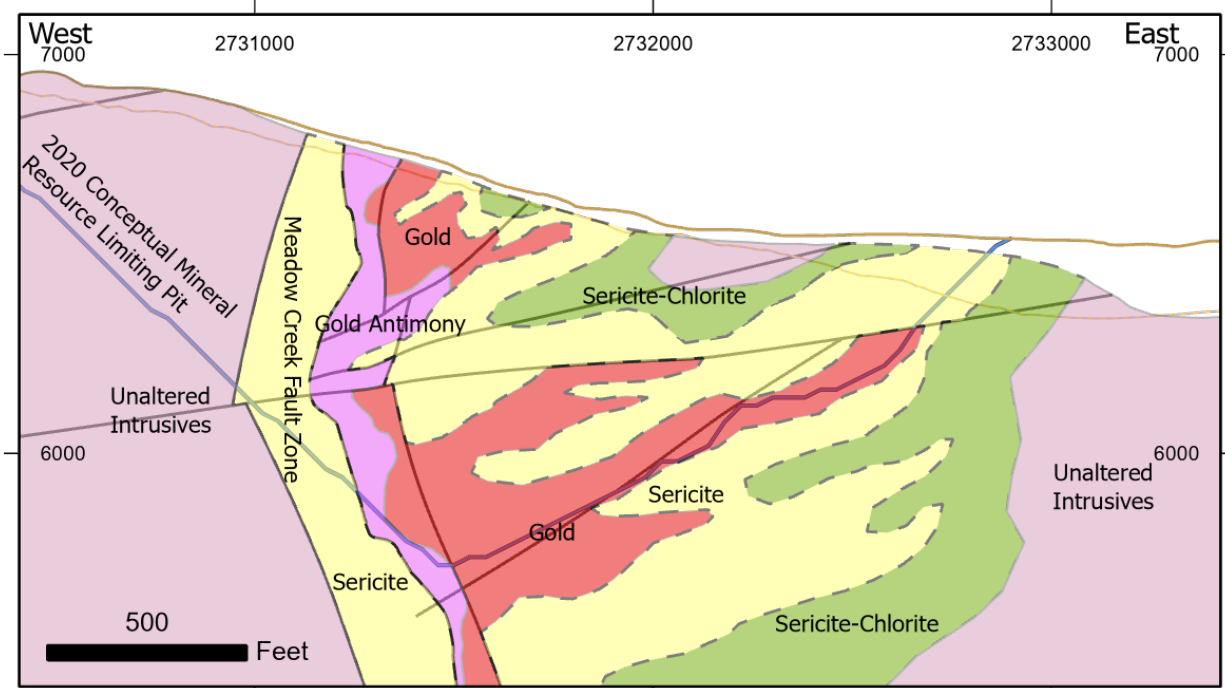 West
East
2731000
2732000
2733000
7000
7000
2020 Conceptual Mineral
Resource Limiting Pit
Meadow Creek Fault Zone
Gold
Sericite-Chlorite
Gold Antimony
Unaltered
Intrusives
6000
6000
Unaltered
Intrusives
Sericite
Gold
Sericite
500
Feet
Sericite-Chlorite